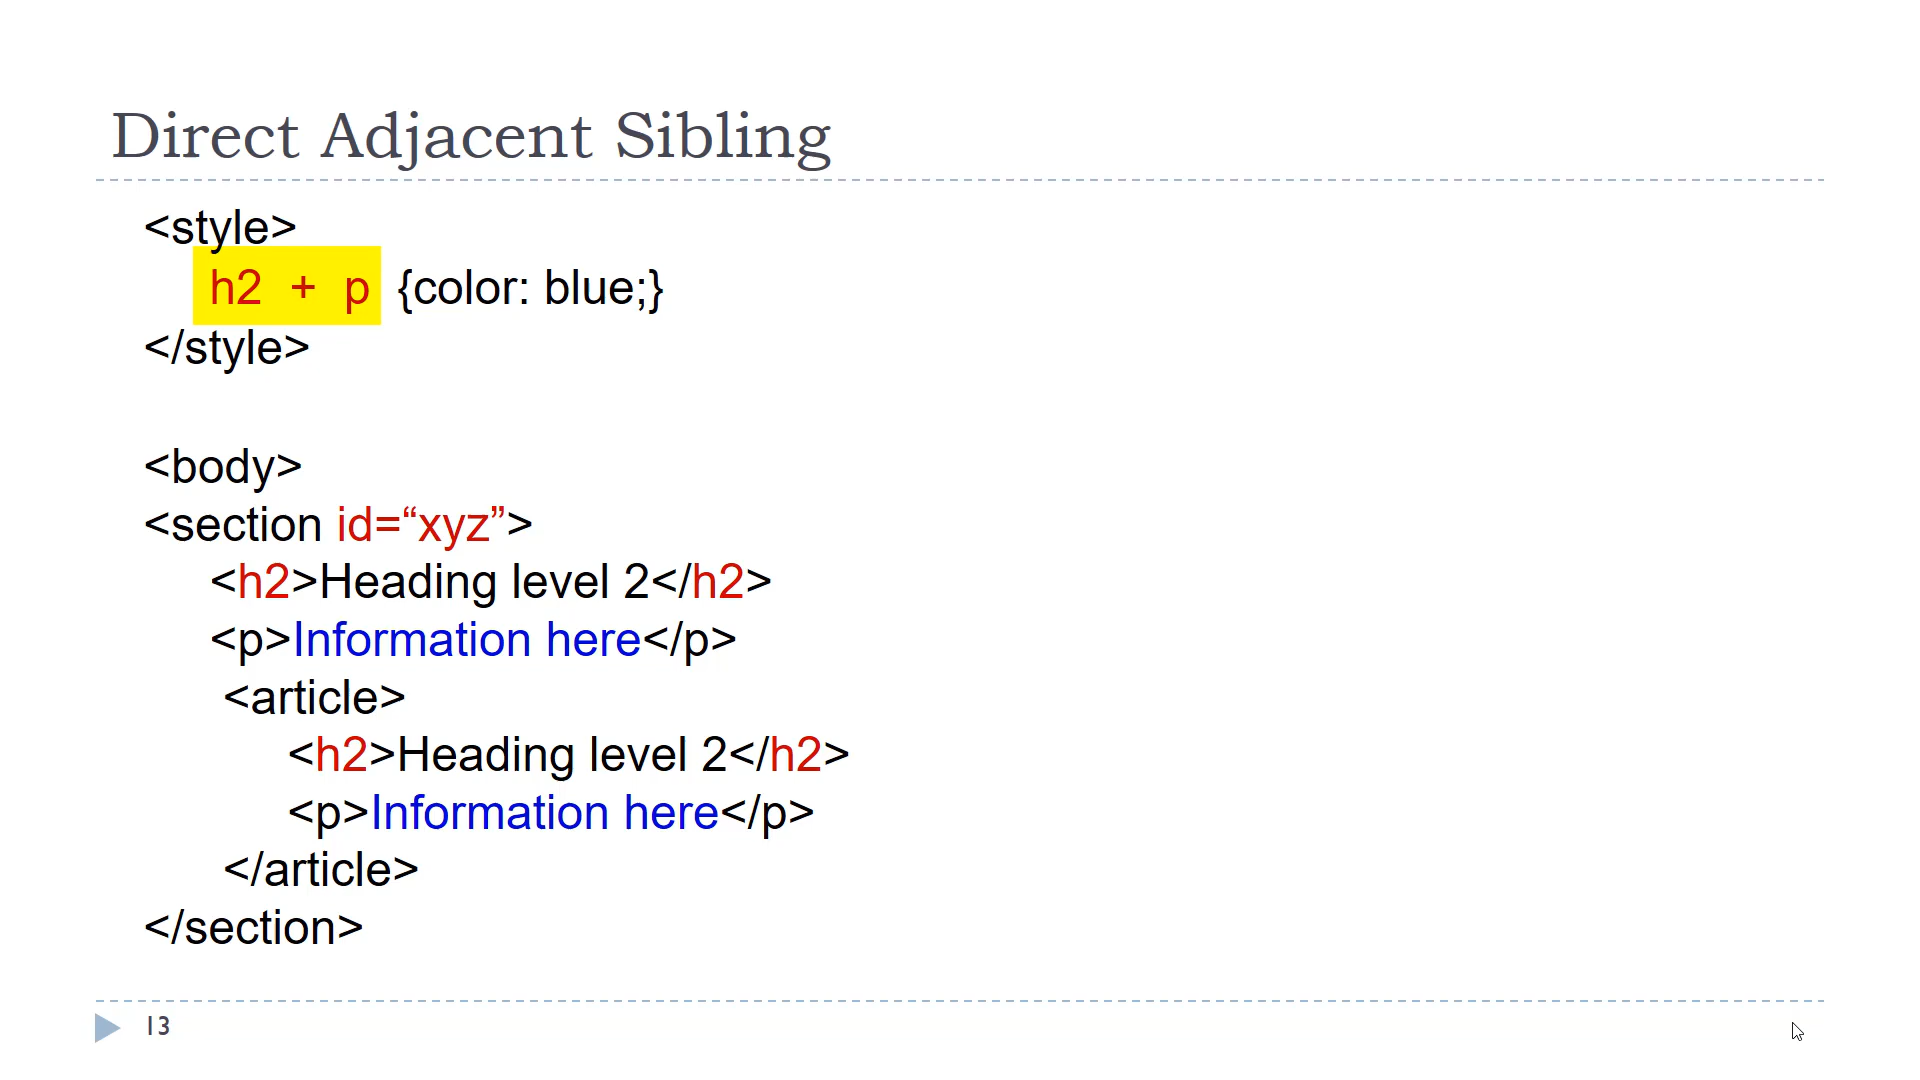 Direct Adjacent Sibling
<style>
h2 + p {color: blue;}
</style>
<body>
<section id=“xyz”>
<h2>Heading level 2</h2>
<p>Information here</p>
<article>
<h2>Heading level 2</h2>
<p>Information here</p>
</article>
</section>
13